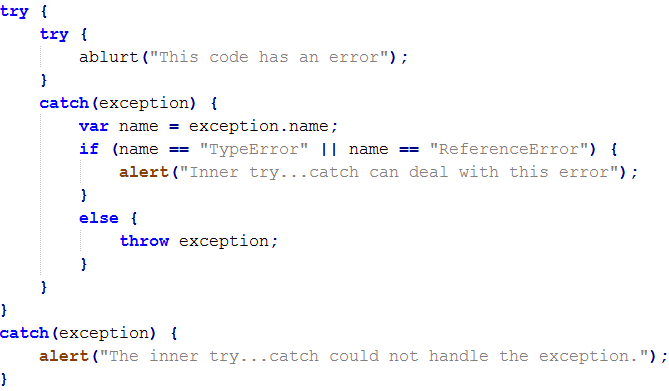 try {
    try {
        ablurt("This code has an error");
    }
    catch(exception) {
        var name = exception.name;
        if (name == "TypeError" || name == "ReferenceError") {
            alert("Inner try...catch can deal with this error");
        }
        else {
            throw exception;
        }
    }
}
catch(exception) {
    alert("The inner try...catch could not handle the exception.");
}